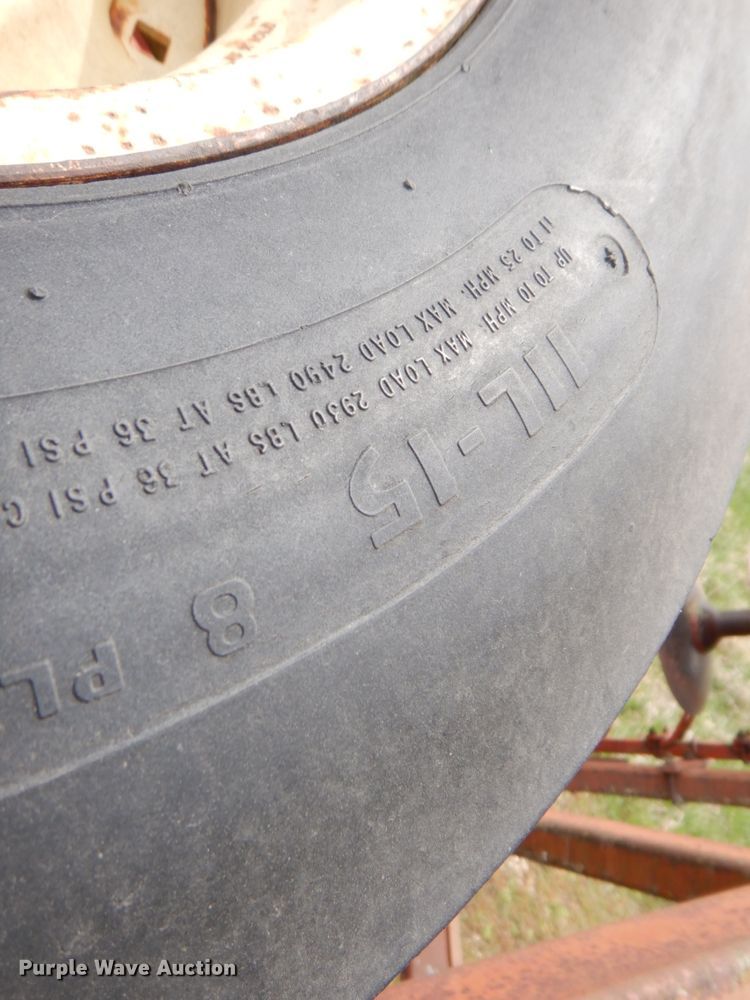 11L-15
8 PL
UP TO 10 MPH: MAX LOAD 2930 LBS AT 36 PSI C
11 TO 25 MPH: MAX LOAD 2490 LBS AT 36 PSI
Purple Wave Auction